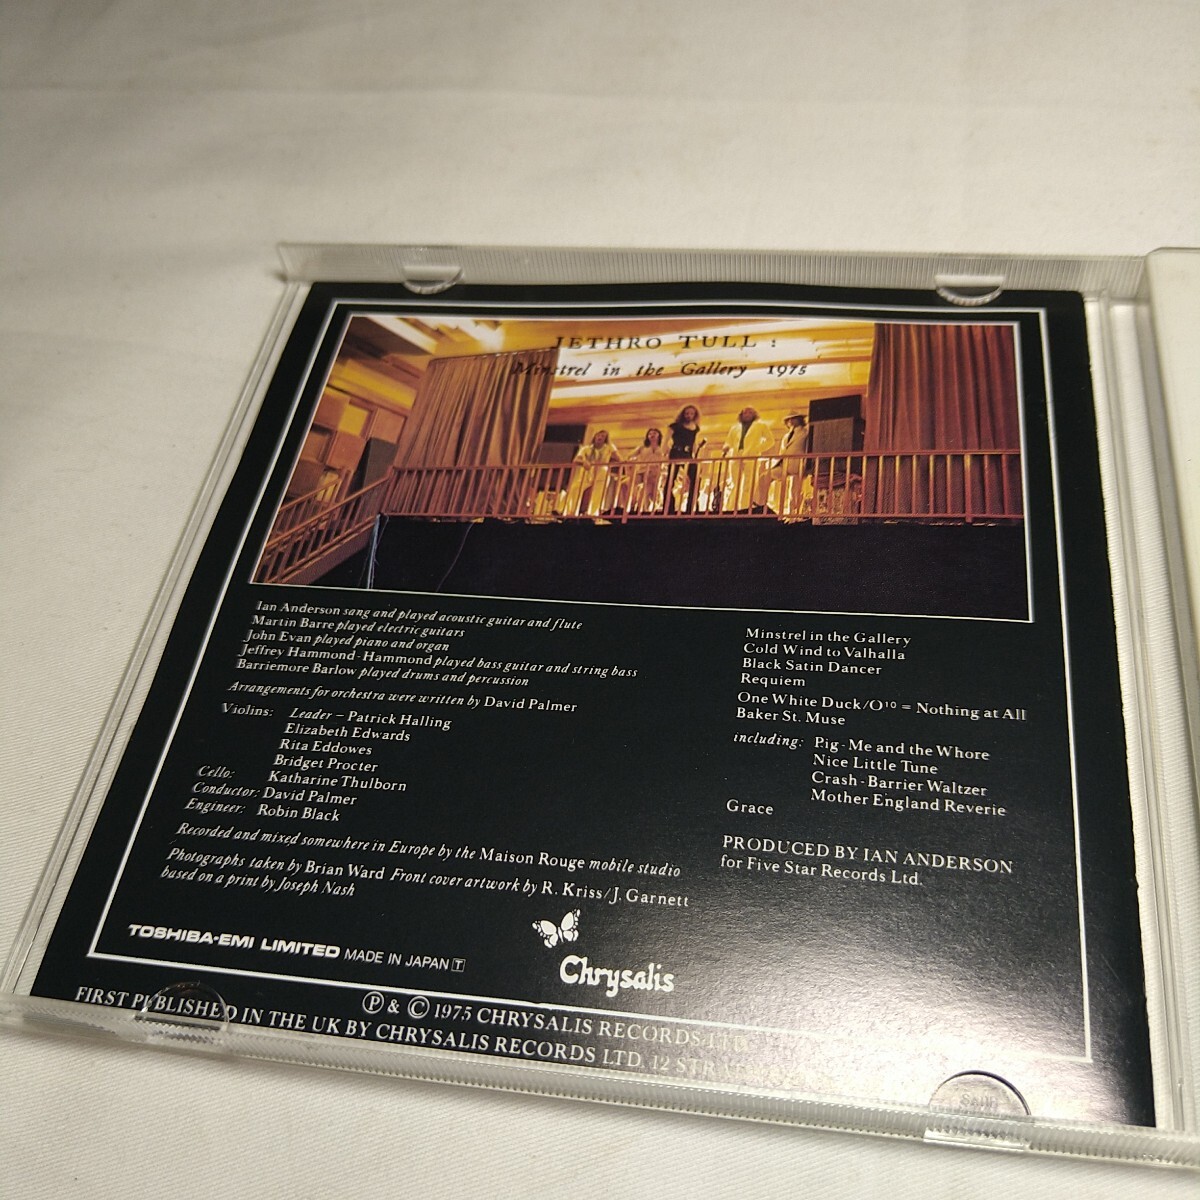 JETHRO TULL :
Minstrel in the Gallery 1975
Ian Anderson sang and played acoustic guitar and flute
Martin Barre played electric guitars
John Evan played piano and organ
Jeffrey Hammond-Hammond played bass guitar and string bass
Barriemore Barlow played drums and percussion
Arrangements for orchestra were written by David Palmer
Violins: Leader – Patrick Halling
Elizabeth Edwards
Rita Eddowes
Bridget Procter
Cello: Katharine Thulborn
Conductor: David Palmer
Engineer: Robin Black
Recorded and mixed somewhere in Europe by the Maison Rouge mobile studio
Photographs taken by Brian Ward Front cover artwork by R. Kriss/J. Garnett
based on a print by Joseph Nash
Minstrel in the Gallery
Cold Wind to Valhalla
Black Satin Dancer
Requiem
One White Duck/O¹⁰ = Nothing at All
Baker St. Muse
including: Pig-Me and the Whore
Nice Little Tune
Crash-Barrier Waltzer
Mother England Reverie
Grace
PRODUCED BY IAN ANDERSON
for Five Star Records Ltd.
TOSHIBA-EMI LIMITED MADE IN JAPAN T
Chrysalis
Ⓟ & © 1975 CHRYSALIS RECORDS LTD
FIRST PUBLISHED IN THE UK BY CHRYSALIS RECORDS LTD. 12